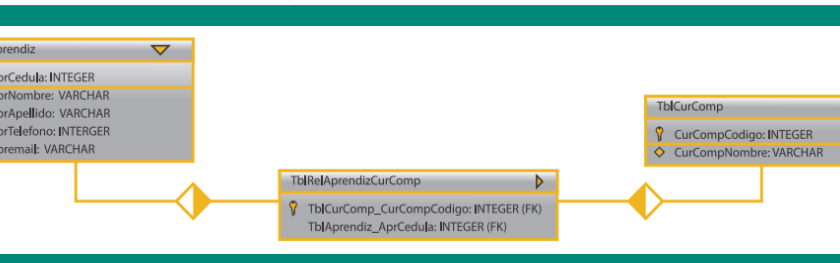 prendiz
prCedula: INTEGER
prNombre: VARCHAR
prApellido: VARCHAR
prTelefono: INTERGER
premail: VARCHAR
TblRelAprendizCurComp
TblCurComp_CurCompCodigo: INTEGER (FK)
TblAprendiz_AprCedula: INTEGER (FK)
TblCurComp
CurCompCodigo: INTEGER
CurCompNombre: VARCHAR